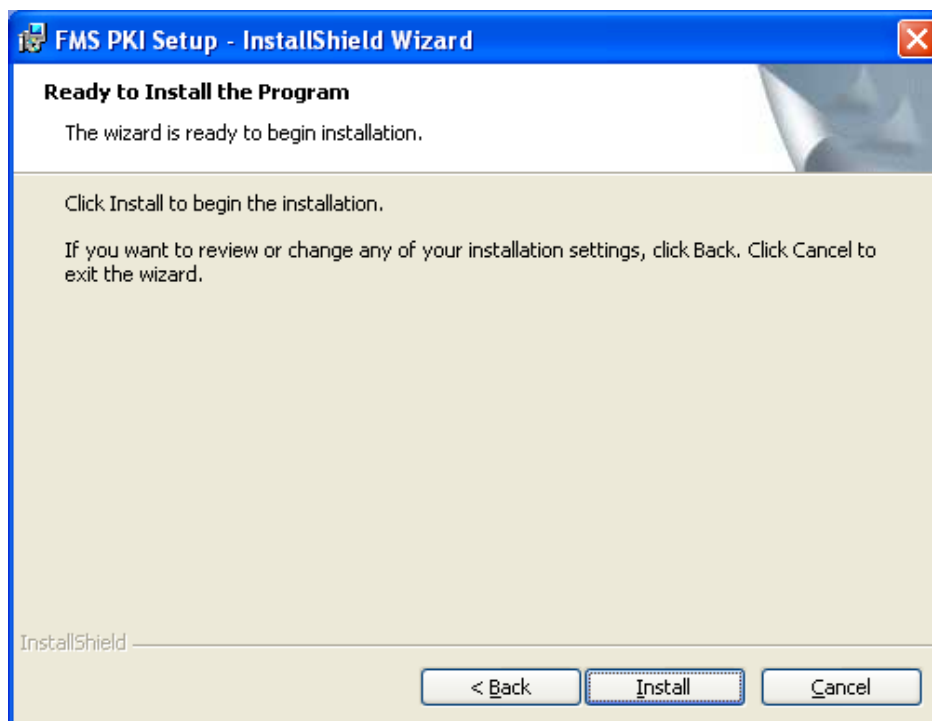 FMS PKI Setup - InstallShield Wizard
Ready to Install the Program
The wizard is ready to begin installation.
Click Install to begin the installation.
If you want to review or change any of your installation settings, click Back. Click Cancel to
exit the wizard.
InstallShield
< Back Install Cancel